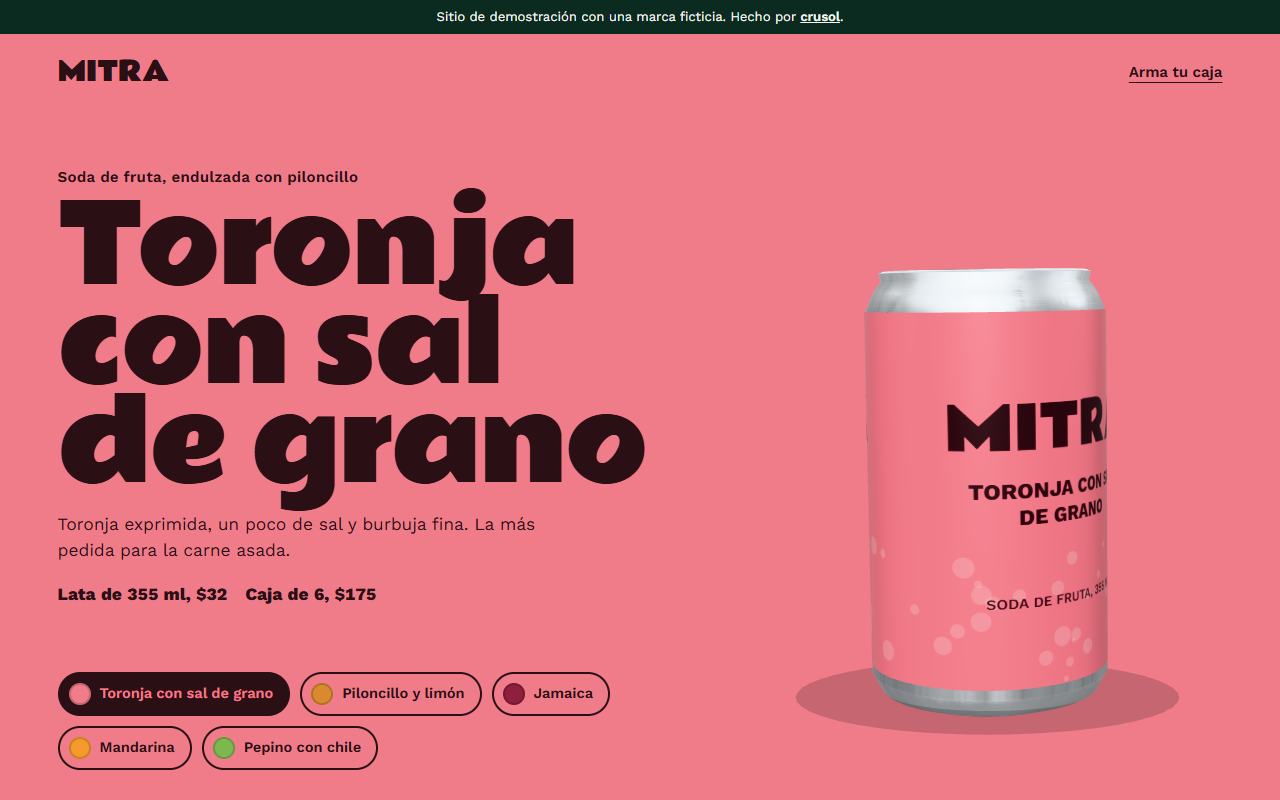 Sitio de demostración con una marca ficticia. Hecho por crusol.
MITRA
Arma tu caja
Soda de fruta, endulzada con piloncillo
Toronja
con sal
de grano
Toronja exprimida, un poco de sal y burbuja fina. La más
pedida para la carne asada.
Lata de 355 ml, $32 Caja de 6, $175
Toronja con sal de grano
Piloncillo y limón
Jamaica
Mandarina
Pepino con chile
MITRA
TORONJA CON
DE GRANO
SODA DE FRUTA, 355